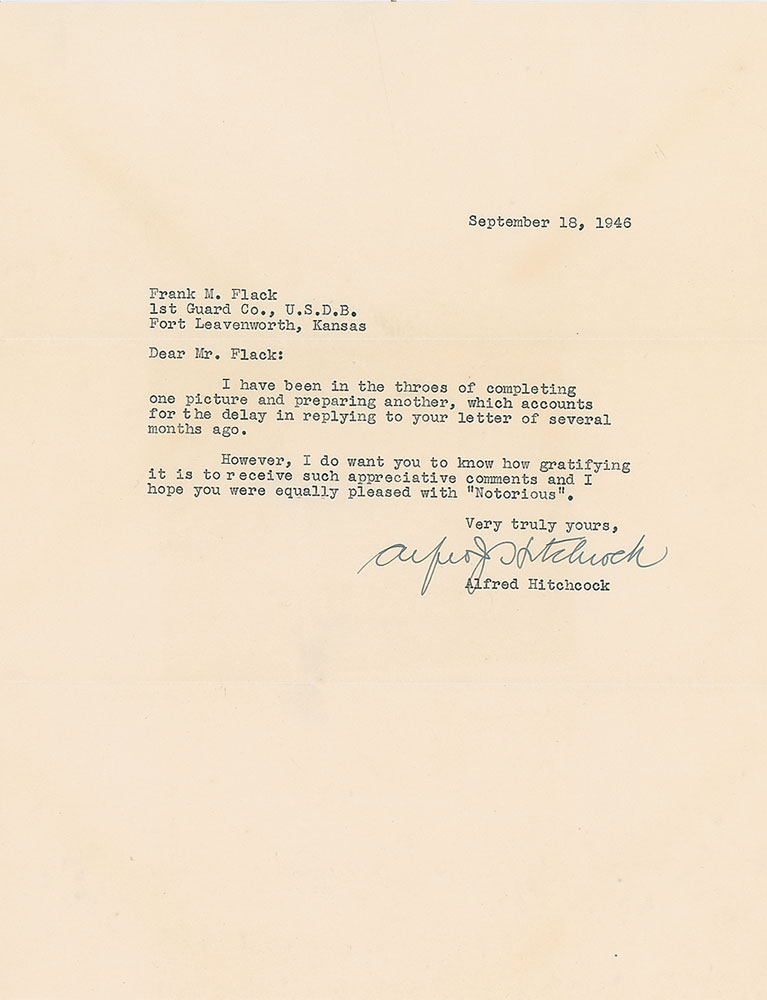 September 18, 1946
Frank M. Flack
1st Guard Co., U.S.D.B.
Fort Leavenworth, Kansas
Dear Mr. Flack:
I have been in the throes of completing
one picture and preparing another, which accounts
for the delay in replying to your letter of several
months ago.
However, I do want you to know how gratifying
it is to receive such appreciative comments and I
hope you were equally pleased with "Notorious".
Very truly yours,
Alfred J Hitchcock
Alfred Hitchcock